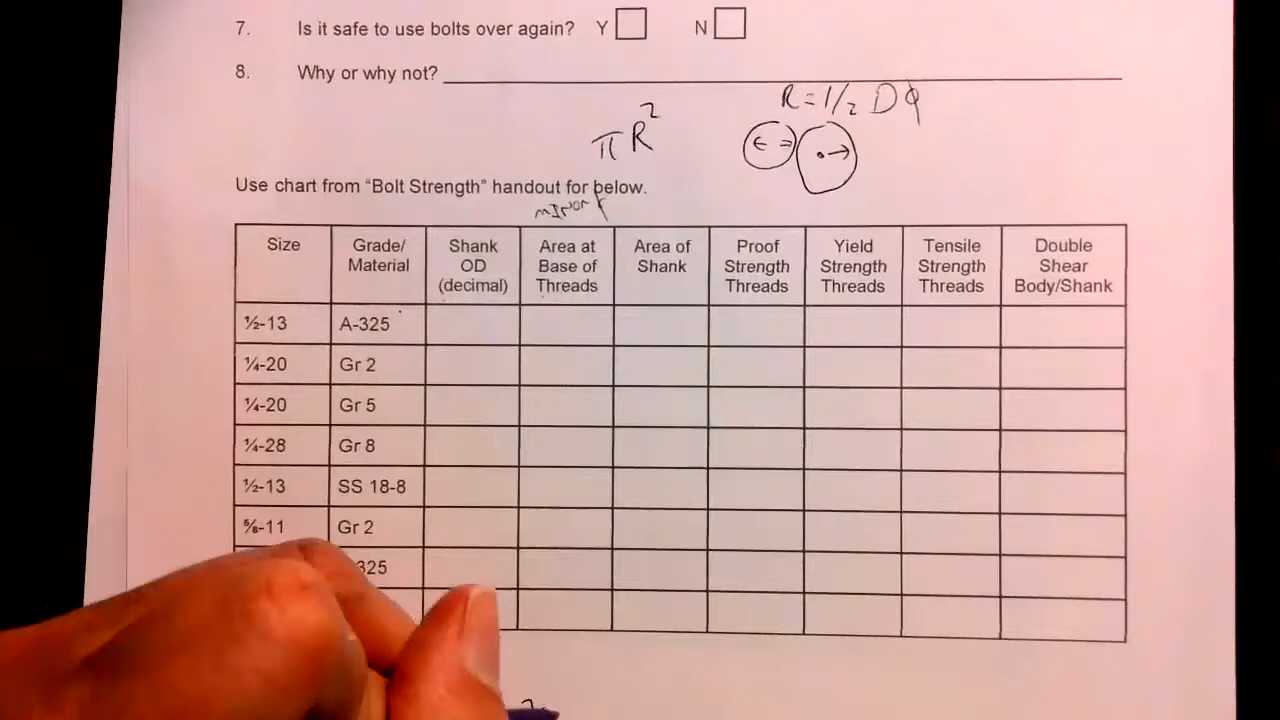 7. Is it safe to use bolts over again? Y N
8. Why or why not?
R = 1/2 D
π R²
Use chart from “Bolt Strength” handout for below.
minor
Size Grade/ Material Shank OD (decimal) Area at Base of Threads Area of Shank Proof Strength Threads Yield Strength Threads Tensile Strength Threads Double Shear Body/Shank
½-13 A-325
¼-20 Gr 2
¼-20 Gr 5
¼-28 Gr 8
½-13 SS 18-8
⅝-11 Gr 2
325